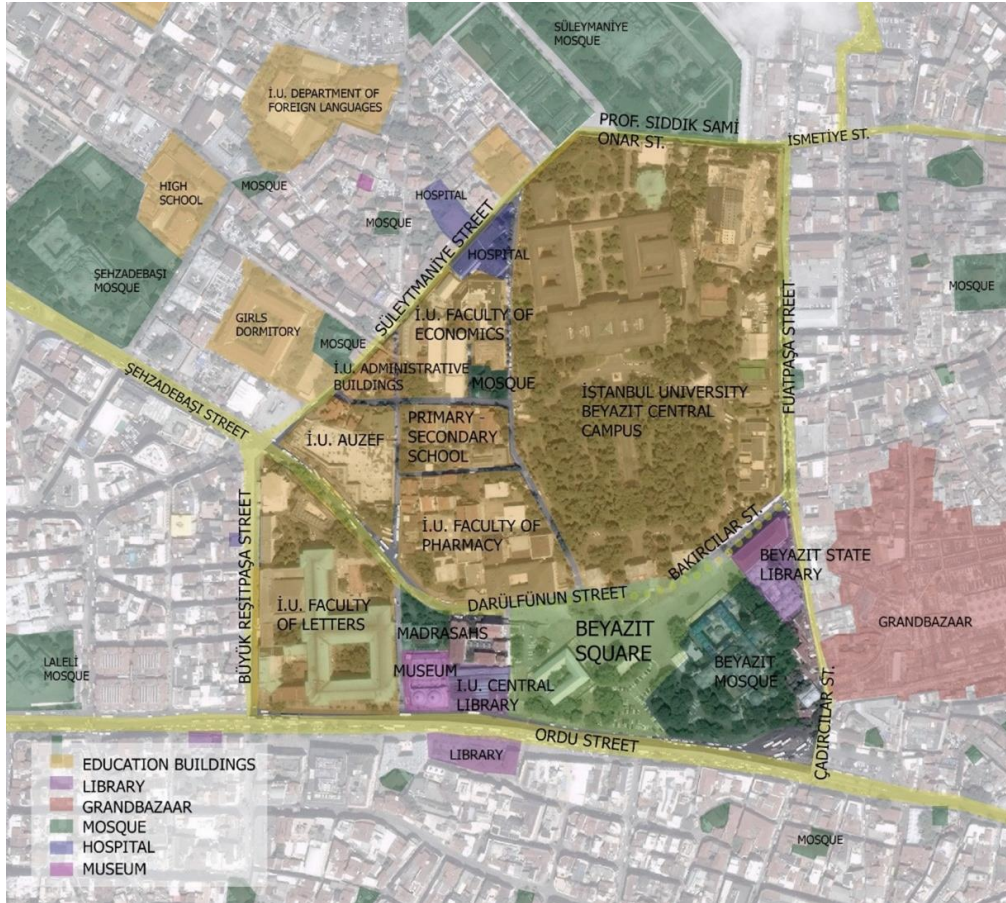 SÜLEYMANİYE
MOSQUE
İ.U. DEPARTMENT OF
FOREIGN LANGUAGES
PROF. SIDDIK SAMİ
ONAR ST.
İSMETİYE ST.
HIGH
SCHOOL
MOSQUE
HOSPITAL
MOSQUE
SÜLEYTMANİYE STREET
HOSPITAL
ŞEHZADEBAŞI
MOSQUE
MOSQUE
FUATPAŞA STREET
GIRLS
DORMITORY
İ.U. FACULTY OF
ECONOMICS
MOSQUE
İ.U. ADMINISTRATIVE
BUILDINGS
MOSQUE
ŞEHZADEBAŞI STREET
İSTANBUL UNIVERSITY
BEYAZIT CENTRAL
CAMPUS
İ.U. AUZEF
PRIMARY -
SECONDARY
SCHOOL
BÜYÜK REŞİTPAŞA STREET
İ.U. FACULTY OF
PHARMACY
BAKIRCILAR ST.
BEYAZIT STATE
LIBRARY
DARÜLFÜNUN STREET
İ.U. FACULTY
OF LETTERS
MADRASAHS
BEYAZIT
SQUARE
GRANDBAZAAR
LALELİ
MOSQUE
MUSEUM
İ.U. CENTRAL
LIBRARY
BEYAZIT
MOSQUE
ÇADIRCILAR ST.
ORDU STREET
LIBRARY
MOSQUE
EDUCATION BUILDINGS
LIBRARY
GRANDBAZAAR
MOSQUE
HOSPITAL
MUSEUM